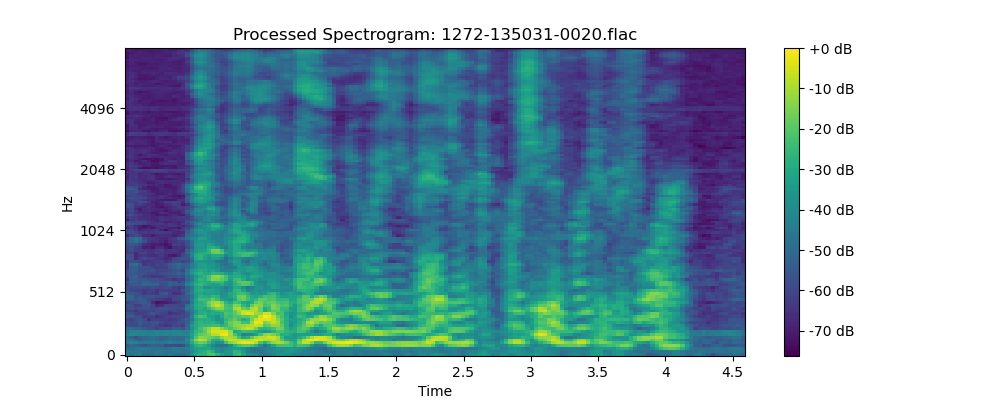 Processed Spectrogram: 1272-135031-0020.flac
Hz
4096
2048
1024
512
0
0 0.5 1 1.5 2 2.5 3 3.5 4 4.5
Time
+0 dB
-10 dB
-20 dB
-30 dB
-40 dB
-50 dB
-60 dB
-70 dB